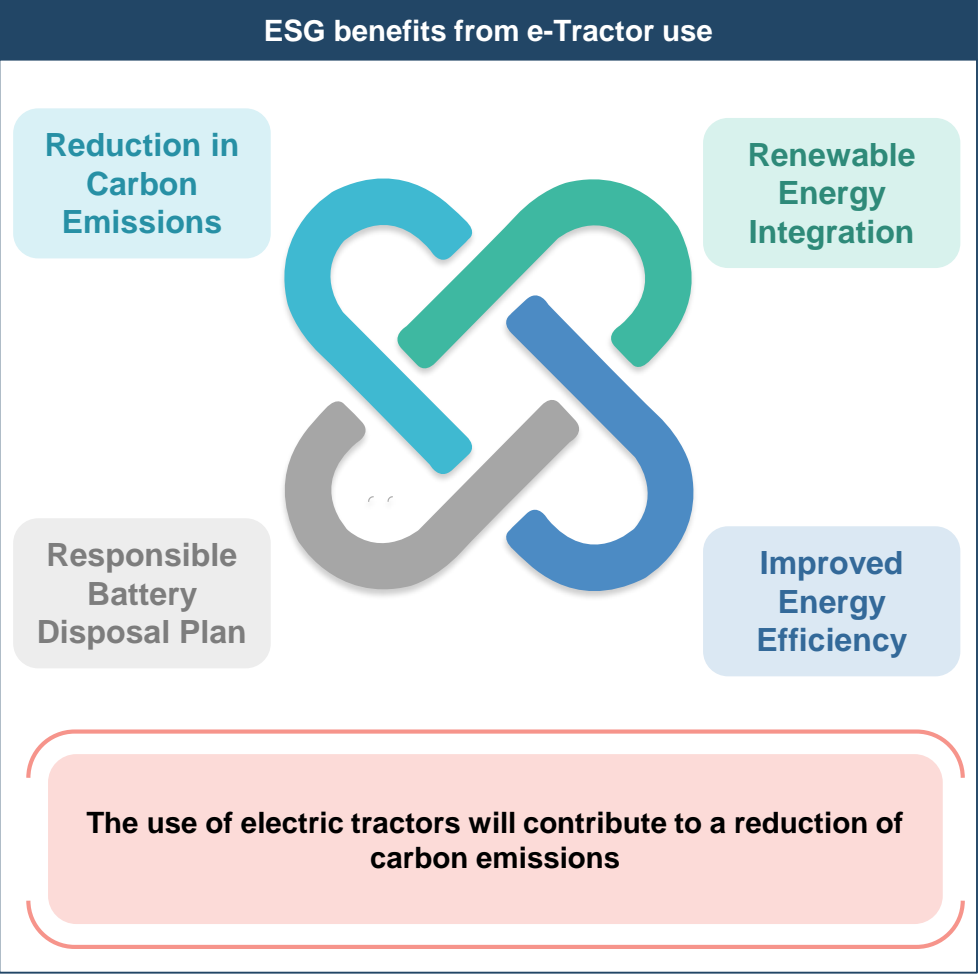 ESG benefits from e-Tractor use
Reduction in
Carbon
Emissions
Renewable
Energy
Integration
Responsible
Battery
Disposal Plan
Improved
Energy
Efficiency
The use of electric tractors will contribute to a reduction of
carbon emissions